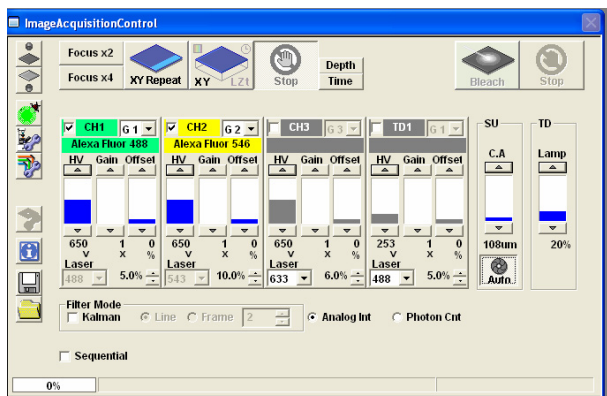 ImageAcquisitionControl
Focus x2
Focus x4
XY Repeat
XY
LZt
Stop
Depth
Time
Bleach
Stop
CH1 G 1 CH2 G 2 CH3 G 3 TD1 G 1 SU TD
Alexa Fluor 488 Alexa Fluor 546
HV Gain Offset HV Gain Offset HV Gain Offset HV Gain Offset C.A Lamp
650 1 0 650 1 0 650 1 0 253 1 0 108um 20%
V X % V X % V X % V X %
Laser Laser Laser Laser
488 5.0% 543 10.0% 633 6.0% 488 5.0% Auto
Filter Mode
Kalman Line Frame 2 Analog Int Photon Cnt
Sequential
0%